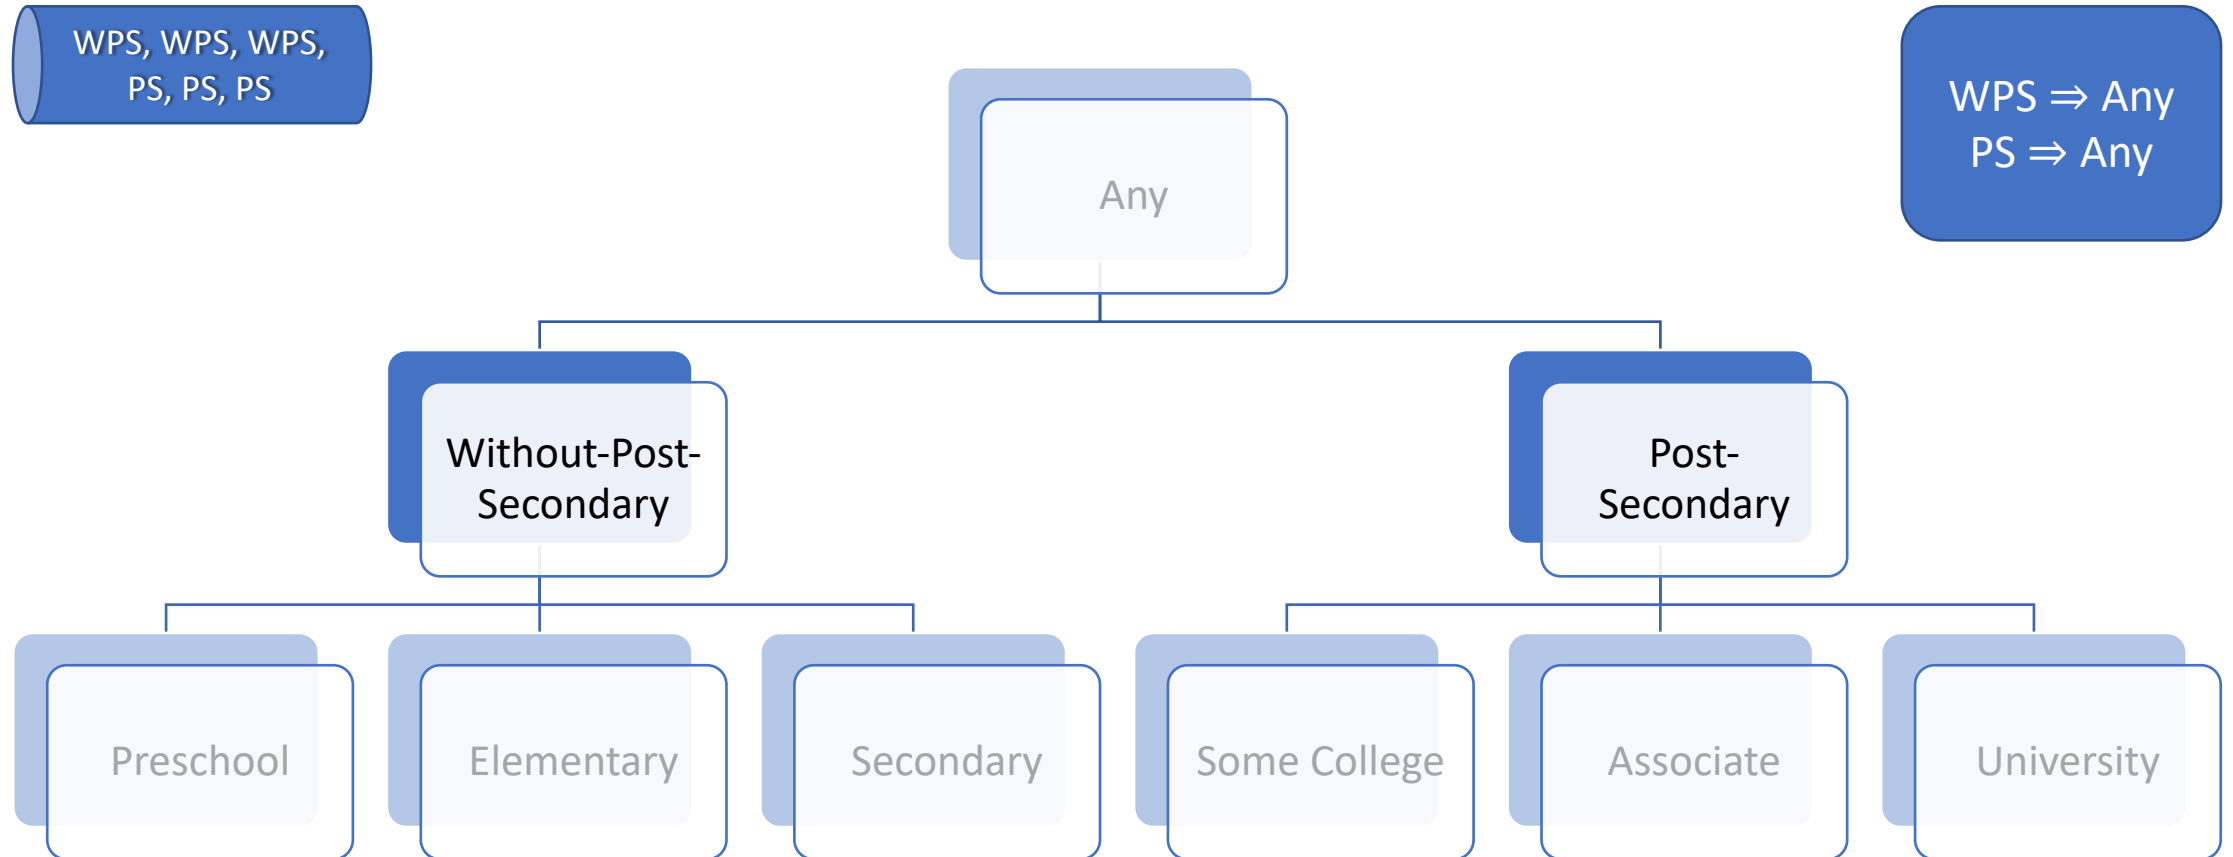 WPS, WPS, WPS,
PS, PS, PS
WPS ⇒ Any
PS ⇒ Any
Any
Without-Post-
Secondary
Post-
Secondary
Preschool
Elementary
Secondary
Some College
Associate
University